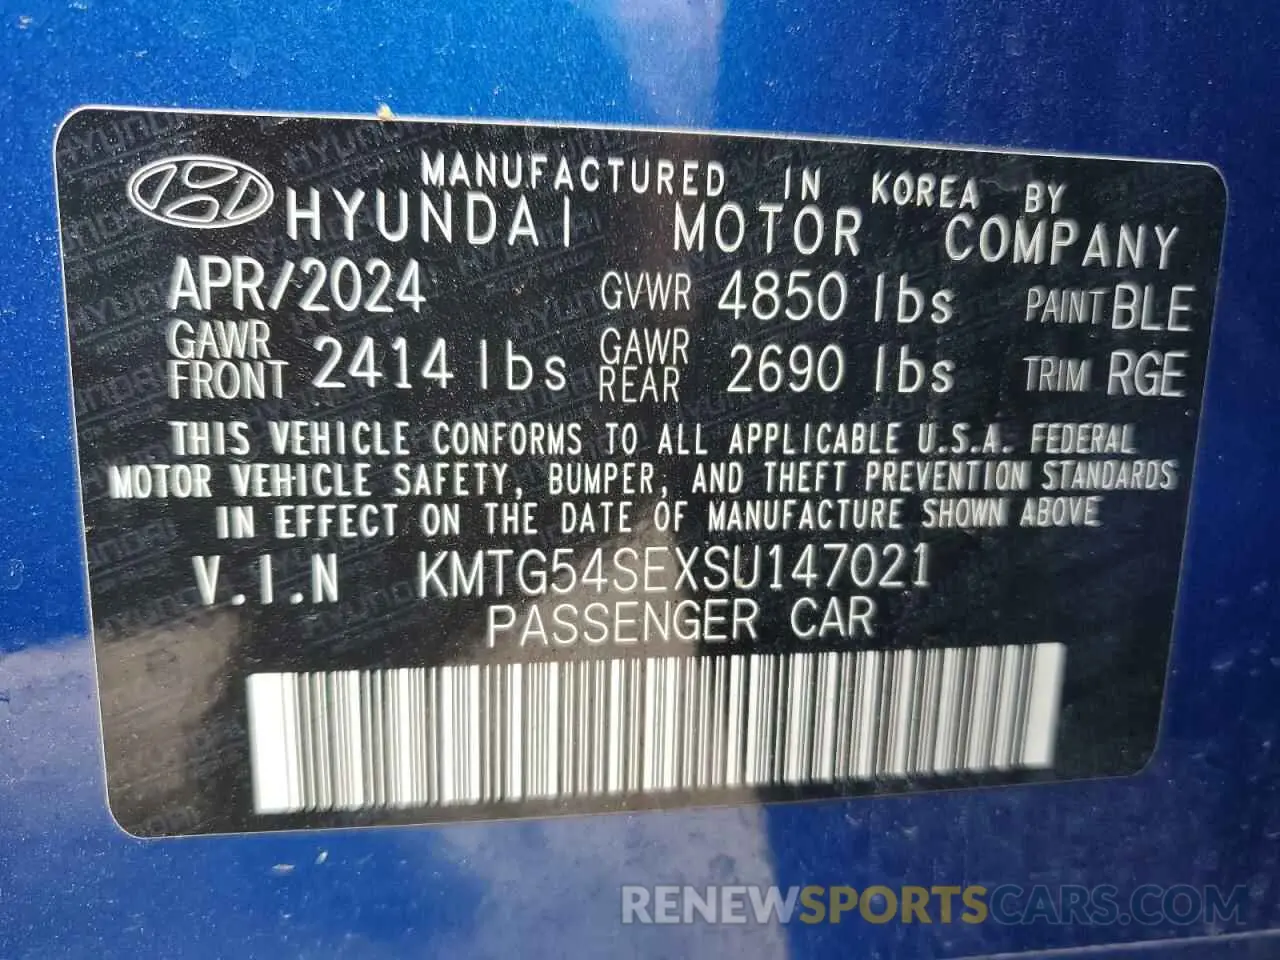 MANUFACTURED IN KOREA BY
HYUNDAI MOTOR COMPANY
APR/2024 GVWR 4850 lbs PAINT BLE
GAWR FRONT 2414 lbs GAWR REAR 2690 lbs TRIM RGE
THIS VEHICLE CONFORMS TO ALL APPLICABLE U.S.A. FEDERAL
MOTOR VEHICLE SAFETY, BUMPER, AND THEFT PREVENTION STANDARDS
IN EFFECT ON THE DATE OF MANUFACTURE SHOWN ABOVE
V.I.N KMTG54SEXSU147021
PASSENGER CAR
RENEWSPORTSCARS.COM